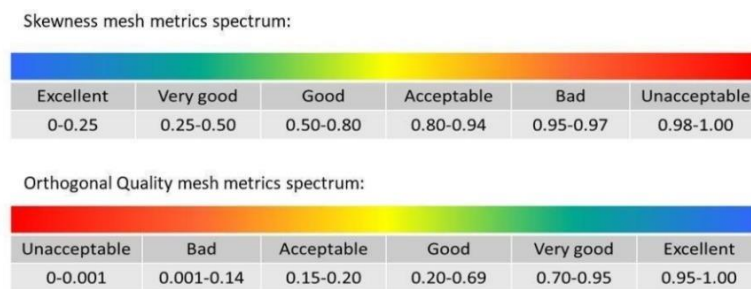 Skewness mesh metrics spectrum:
Excellent Very good Good Acceptable Bad Unacceptable
0-0.25 0.25-0.50 0.50-0.80 0.80-0.94 0.95-0.97 0.98-1.00
Orthogonal Quality mesh metrics spectrum:
Unacceptable Bad Acceptable Good Very good Excellent
0-0.001 0.001-0.14 0.15-0.20 0.20-0.69 0.70-0.95 0.95-1.00